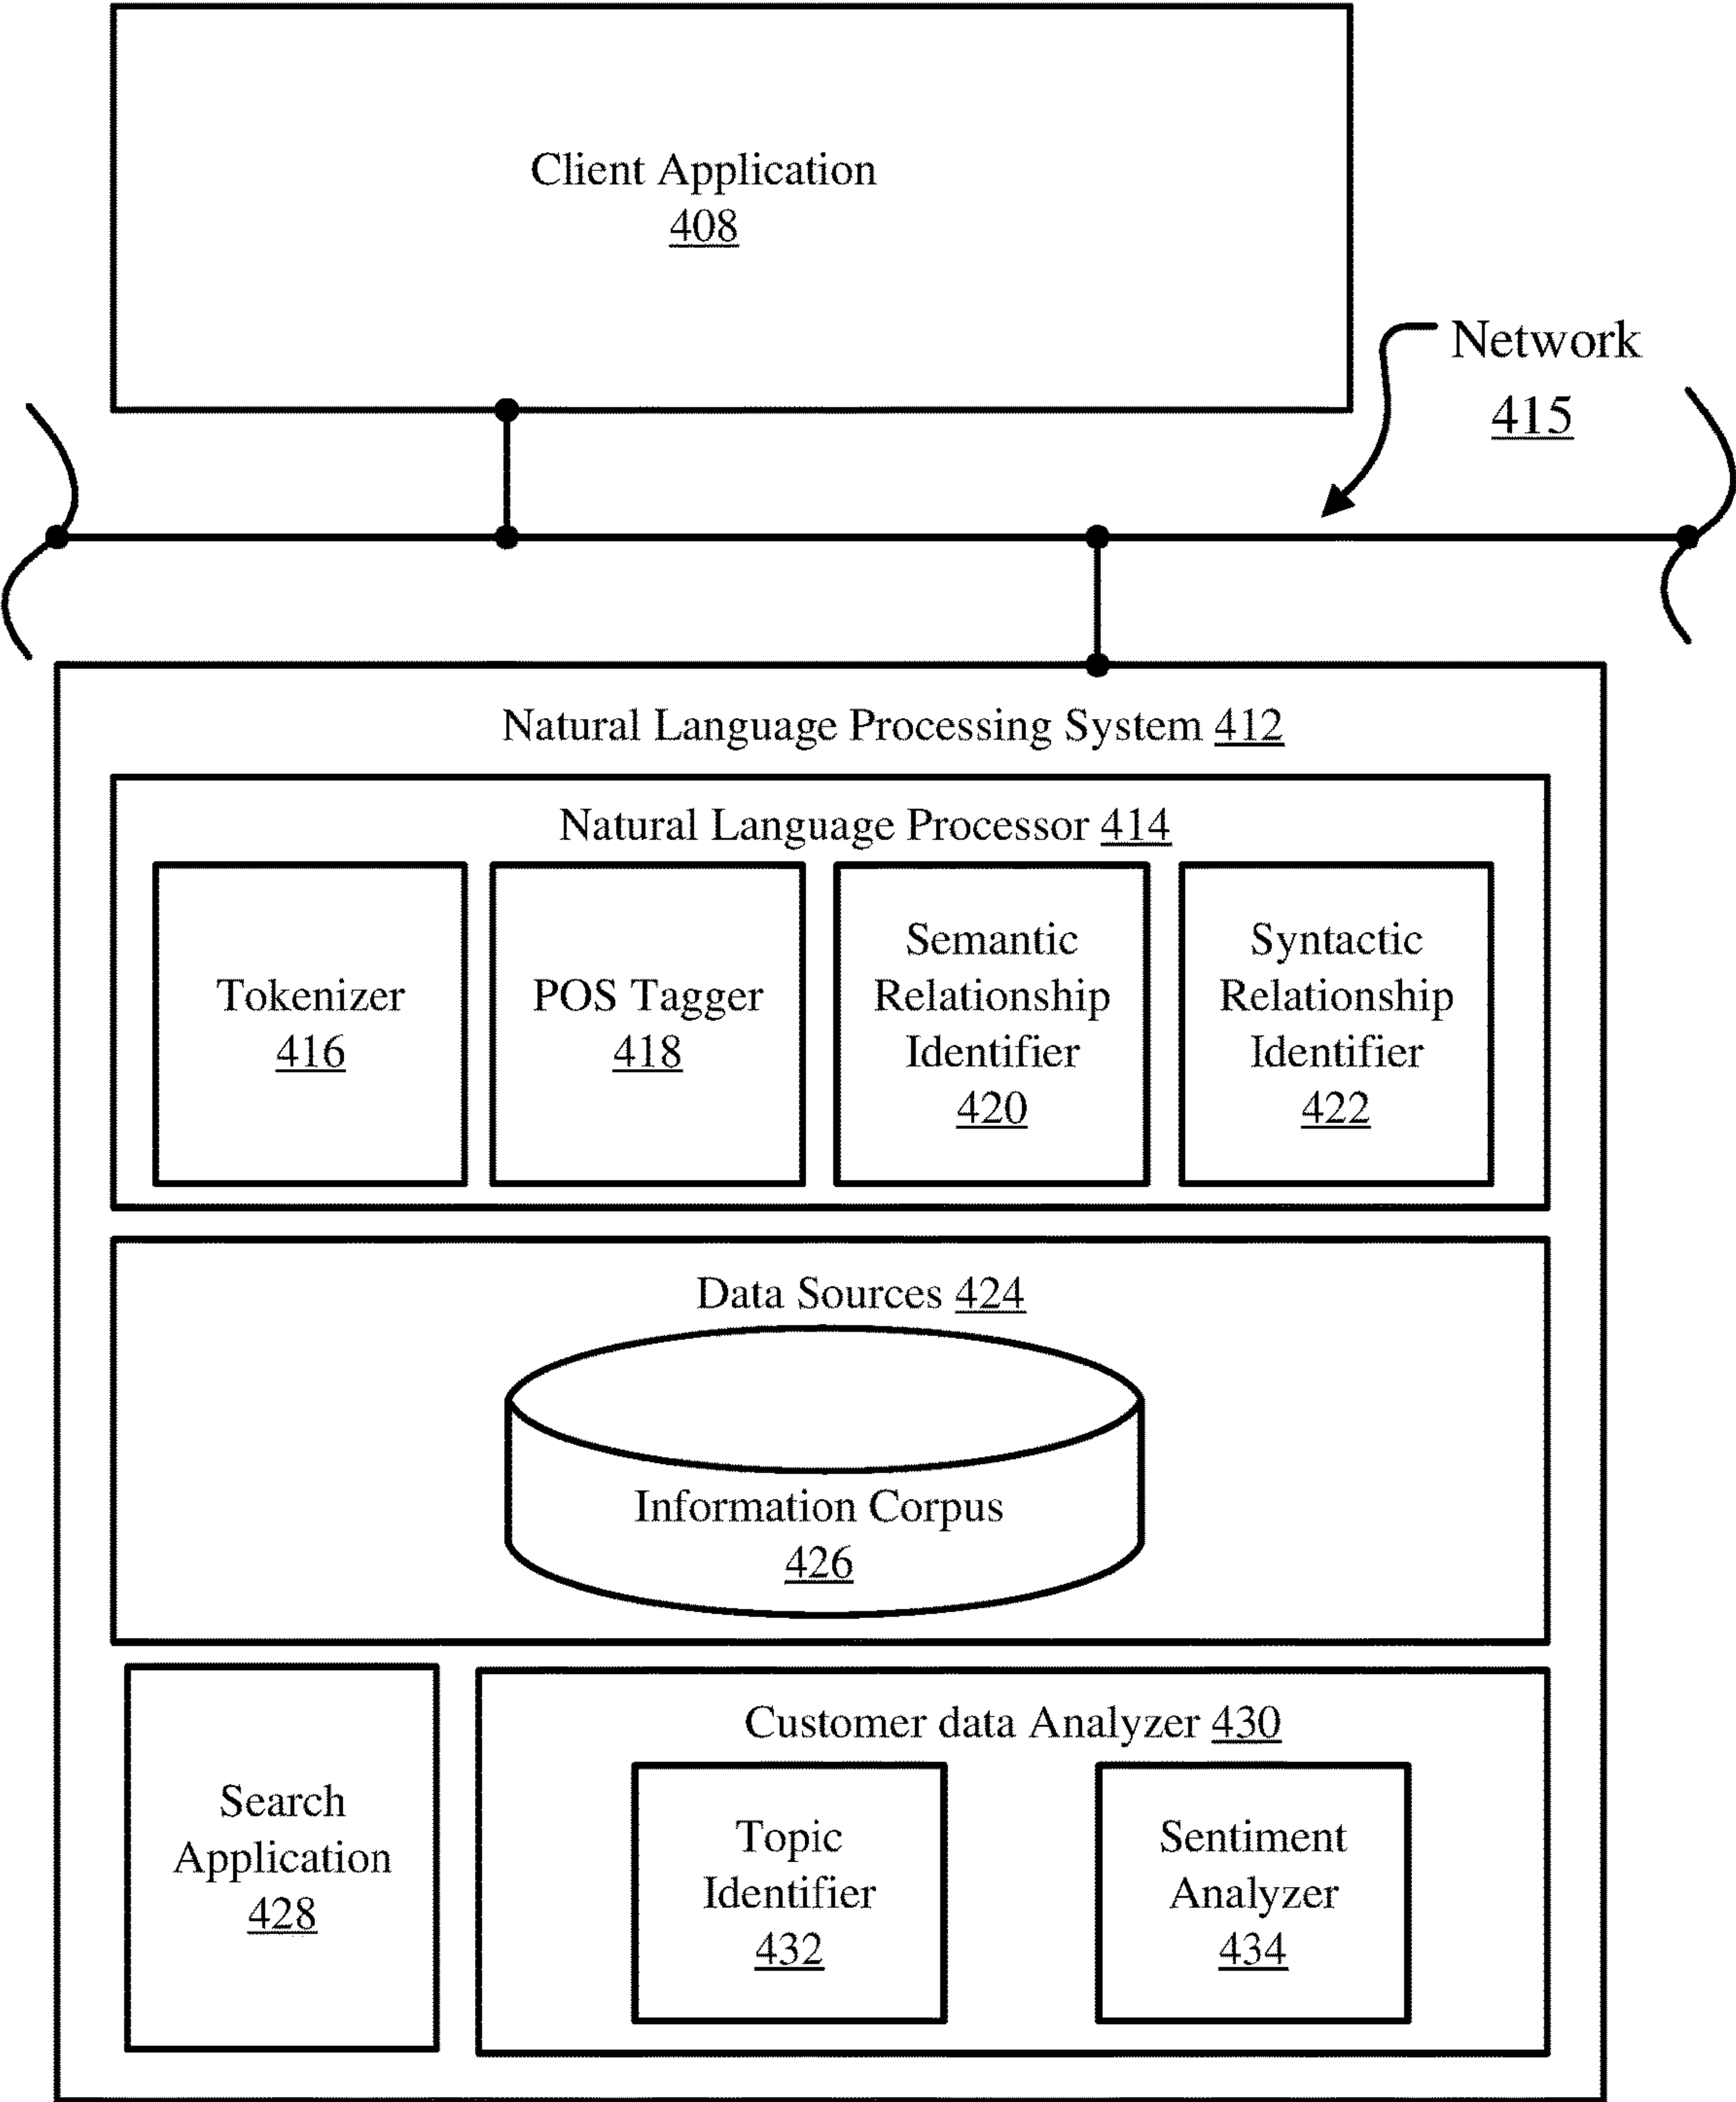 Client Application
408
Network
415
Natural Language Processing System 412
Natural Language Processor 414
Tokenizer
416
POS Tagger
418
Semantic
Relationship
Identifier
420
Syntactic
Relationship
Identifier
422
Data Sources 424
Information Corpus
426
Search
Application
428
Customer data Analyzer 430
Topic
Identifier
432
Sentiment
Analyzer
434